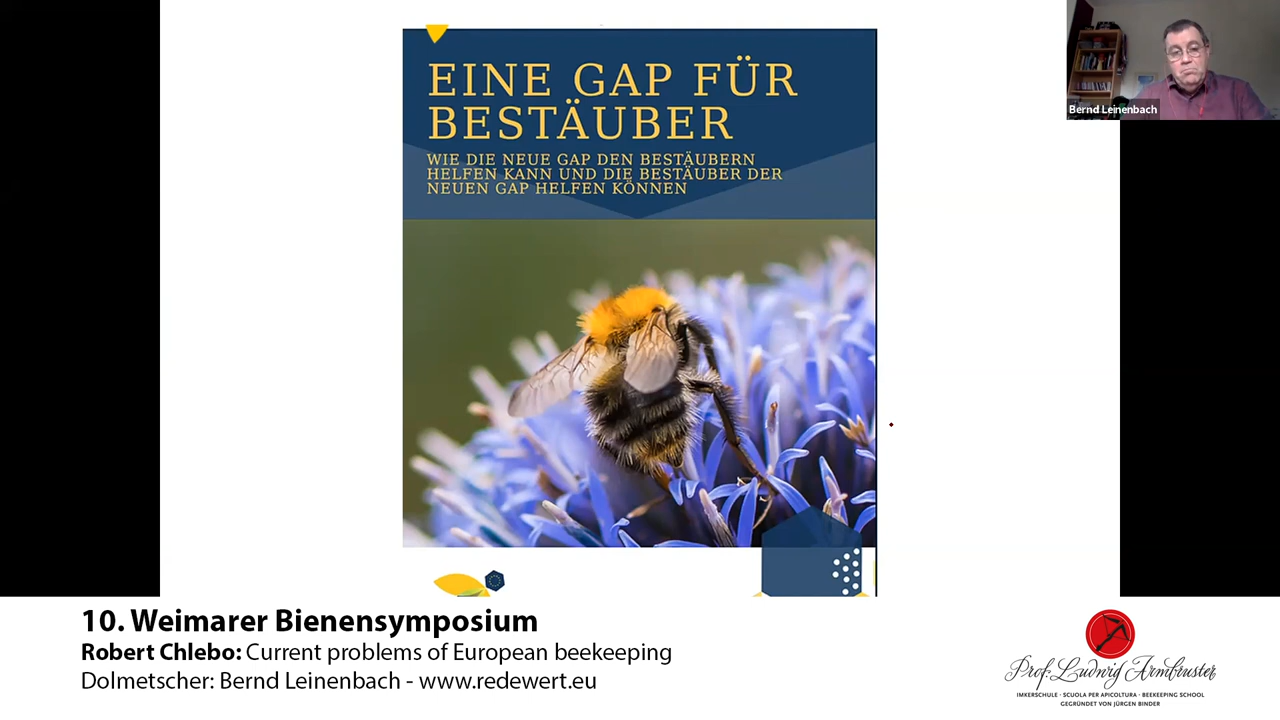 EINE GAP FÜR
BESTÄUBER
WIE DIE NEUE GAP DEN BESTÄUBERN
HELFEN KANN UND DIE BESTÄUBER DER
NEUEN GAP HELFEN KÖNNEN
Bernd Leinenbach
10. Weimarer Bienensymposium
Robert Chlebo: Current problems of European beekeeping
Dolmetscher: Bernd Leinenbach - www.redewert.eu
Prof. Ludwig Armbruster
IMKERSCHULE · SCUOLA PER APICOLTURA · BEEKEEPING SCHOOL
GEGRÜNDET VON JÜRGEN BINDER